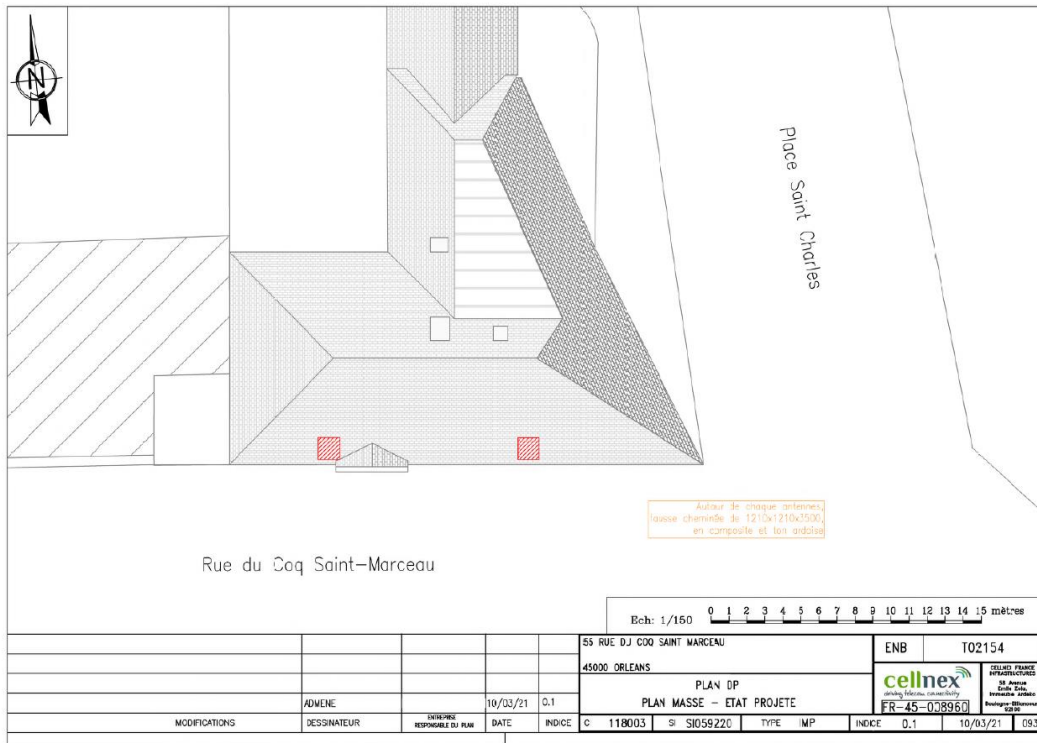 N
Place Saint Charles
Autour de chaque antennes,
fausse cheminée de 1210x1210x3500,
en composite et ton ardoise
Rue du Coq Saint-Marceau
Ech: 1/150 0 1 2 3 4 5 6 7 8 9 10 11 12 13 14 15 mètres
55 RUE DU COQ SAINT MARCEAU
45000 ORLEANS
ENB T02154
PLAN DP
PLAN MASSE - ETAT PROJETE
cellnex
driving telecom connectivity
FR-45-008960
CELLNEX FRANCE
INFRASTRUCTURES
58 Avenue
Emile Zola,
Immeuble Ardeko
Boulogne-Billancourt
ADMENE 10/03/21 0.1
MODIFICATIONS DESSINATEUR ENTREPRISE RESPONSABLE DU PLAN DATE INDICE
C 118003 SI SI059220 TYPE IMP INDICE 0.1 10/03/21 093